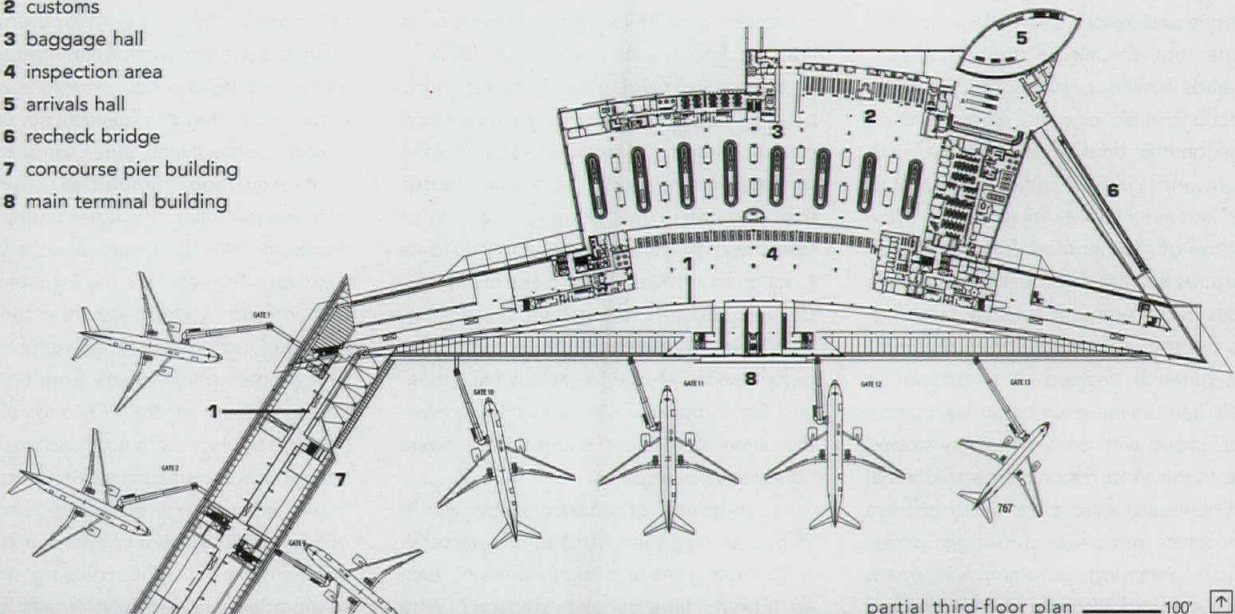 2 customs
3 baggage hall
4 inspection area
5 arrivals hall
6 recheck bridge
7 concourse pier building
8 main terminal building
5
2
3
6
1
4
GATE 1
8
GATE 10
GATE 11
GATE 12
GATE 13
1
GATE 2
7
767
GATE 9
partial third-floor plan
100'